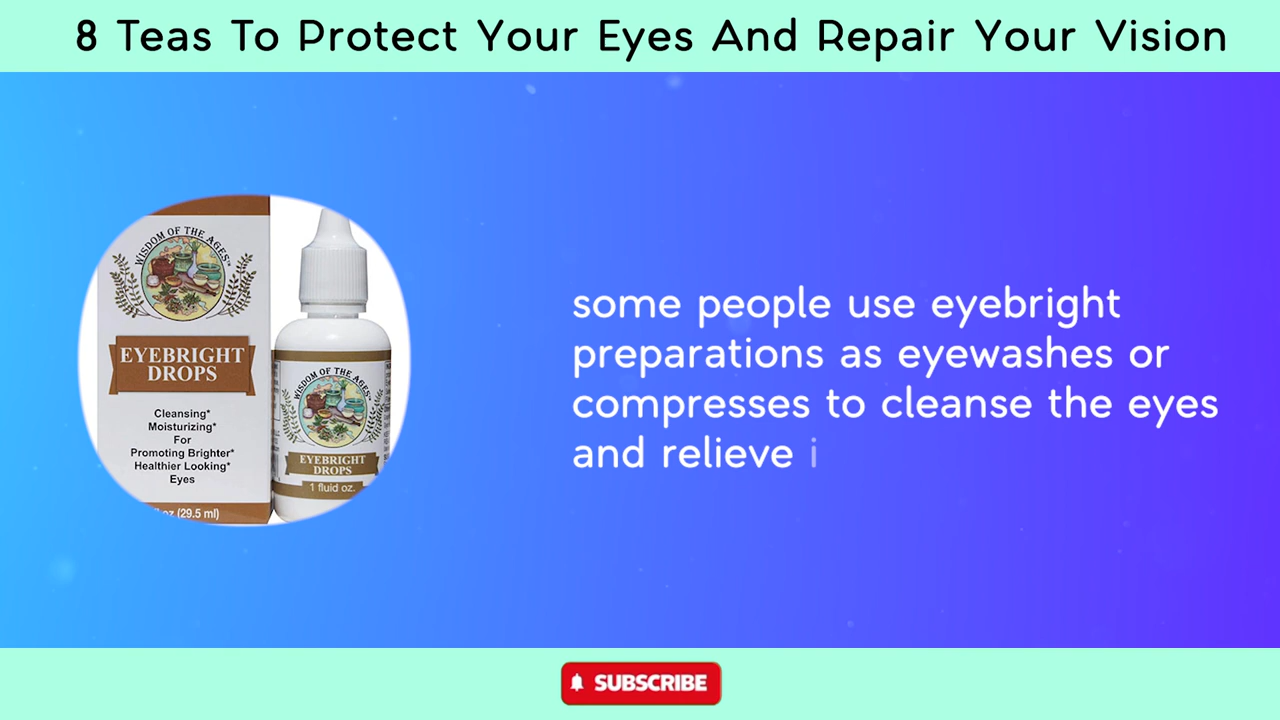 8 Teas To Protect Your Eyes And Repair Your Vision
WISDOM OF THE AGES™
EYEBRIGHT
DROPS
Cleansing*
Moisturizing*
For
Promoting Brighter*
Healthier Looking*
Eyes
oz (29.5 ml)
WISDOM OF THE AGES
EYEBRIGHT
DROPS
1 fluid oz.
some people use eyebright
preparations as eyewashes or
compresses to cleanse the eyes
and relieve i
SUBSCRIBE